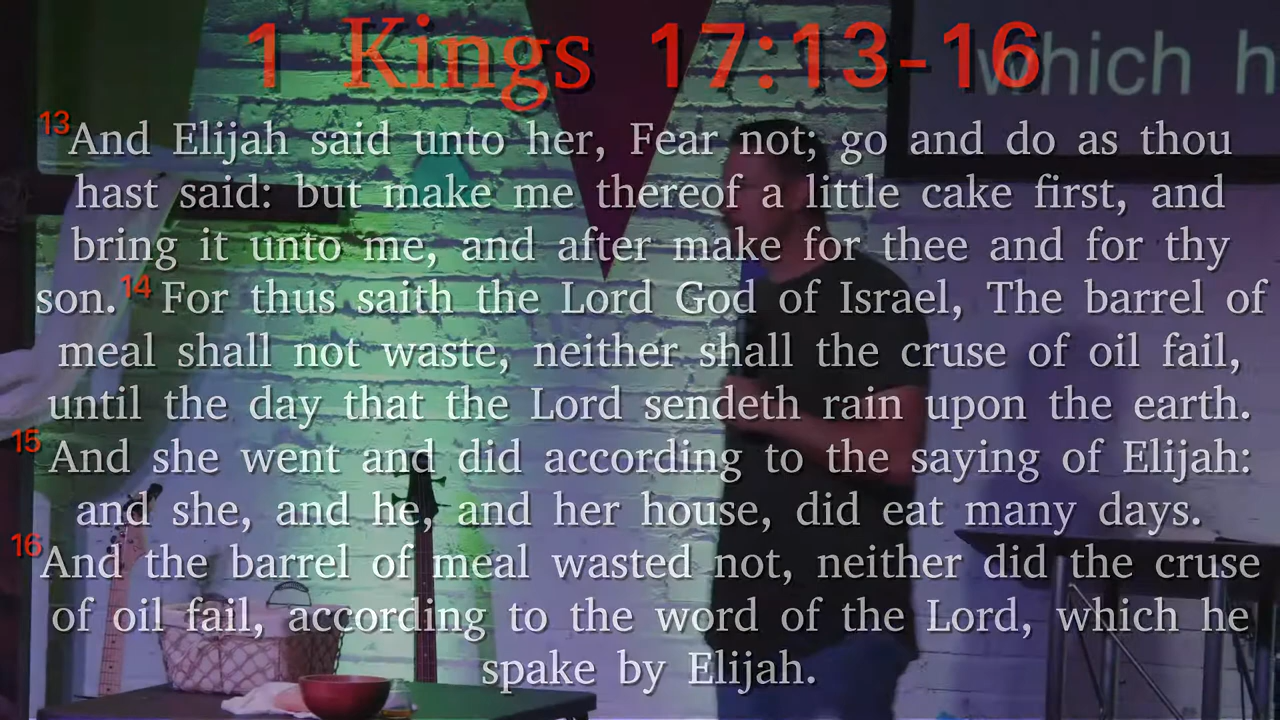 1 Kings 17:13-16
which h
13 And Elijah said unto her, Fear not; go and do as thou
hast said: but make me thereof a little cake first, and
bring it unto me, and after make for thee and for thy
son. 14 For thus saith the Lord God of Israel, The barrel of
meal shall not waste, neither shall the cruse of oil fail,
until the day that the Lord sendeth rain upon the earth.
15 And she went and did according to the saying of Elijah:
and she, and he, and her house, did eat many days.
16 And the barrel of meal wasted not, neither did the cruse
of oil fail, according to the word of the Lord, which he
spake by Elijah.